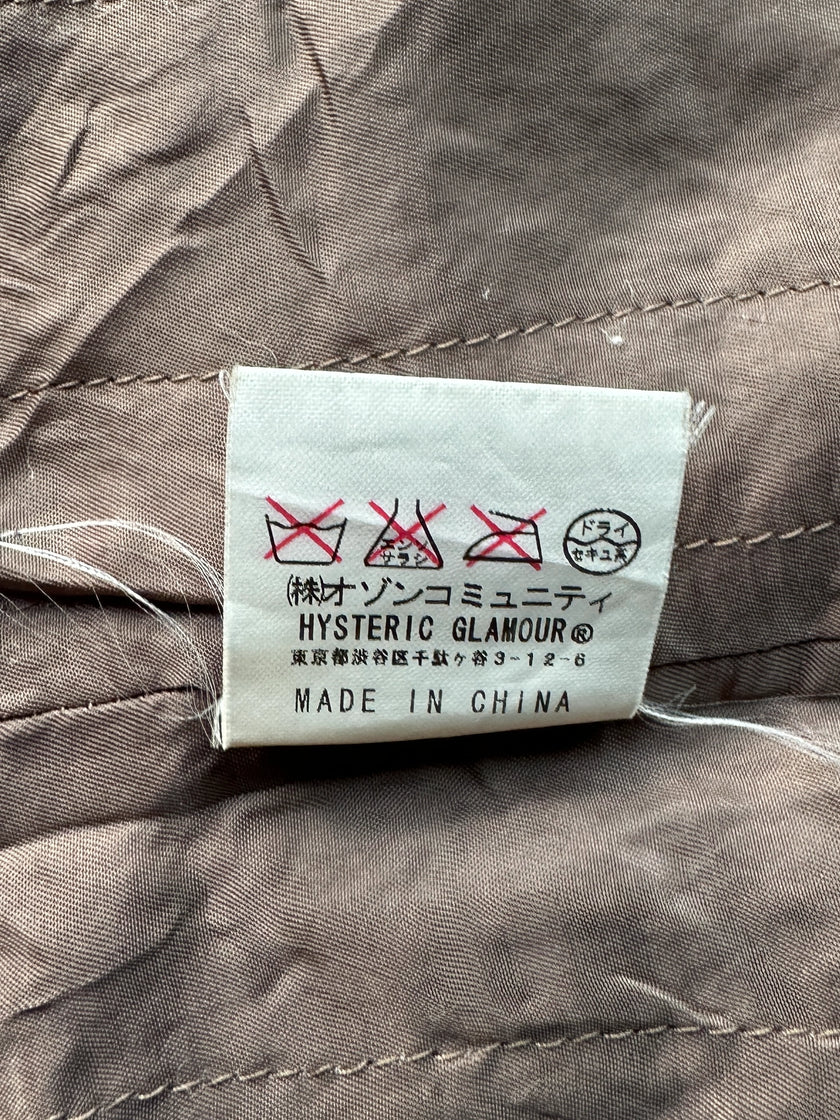 エンソ サラシ
ドライ
セキユ系
(株)オゾンコミュニティ
HYSTERIC GLAMOUR®
東京都渋谷区千駄ヶ谷3-12-6
MADE IN CHINA